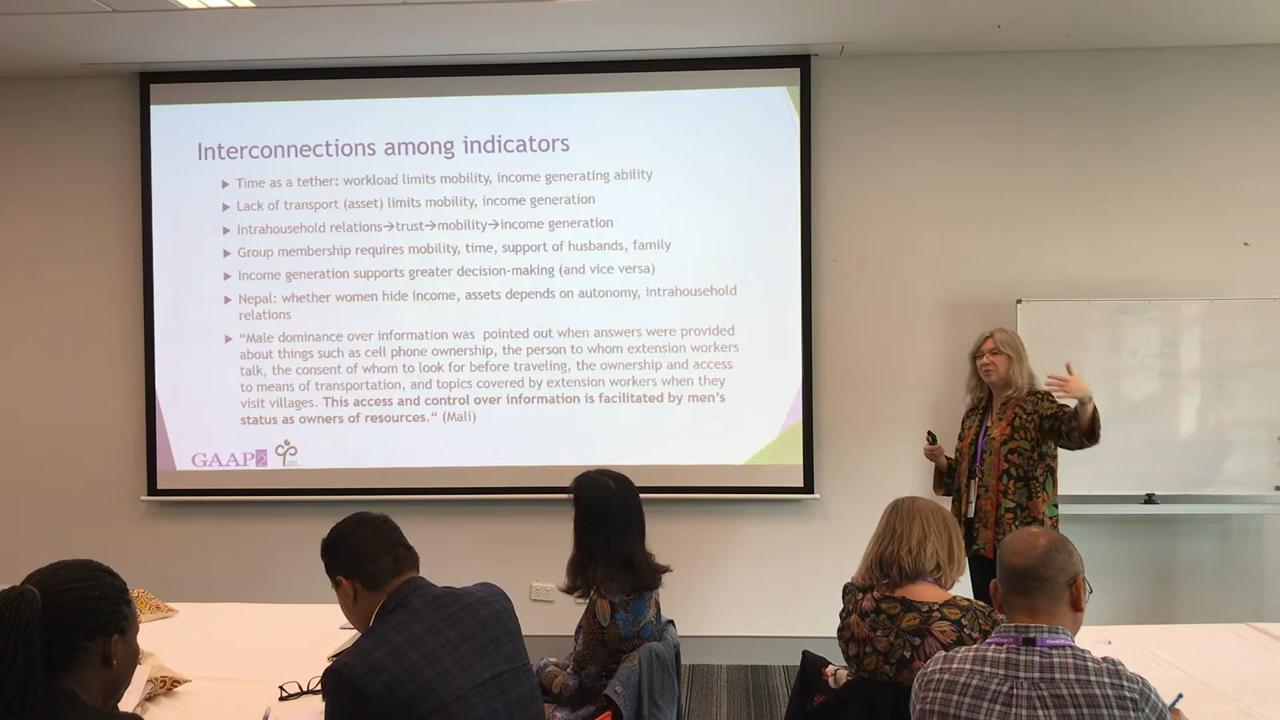 Interconnections among indicators
Time as a tether: workload limits mobility, income generating ability
Lack of transport (asset) limits mobility, income generation
Intrahousehold relations→trust→mobility→income generation
Group membership requires mobility, time, support of husbands, family
Income generation supports greater decision-making (and vice versa)
Nepal: whether women hide income, assets depends on autonomy, intrahousehold
relations
“Male dominance over information was pointed out when answers were provided
about things such as cell phone ownership, the person to whom extension workers
talk, the consent of whom to look for before traveling, the ownership and access
to means of transportation, and topics covered by extension workers when they
visit villages. This access and control over information is facilitated by men’s
status as owners of resources.“ (Mali)
GAAP2